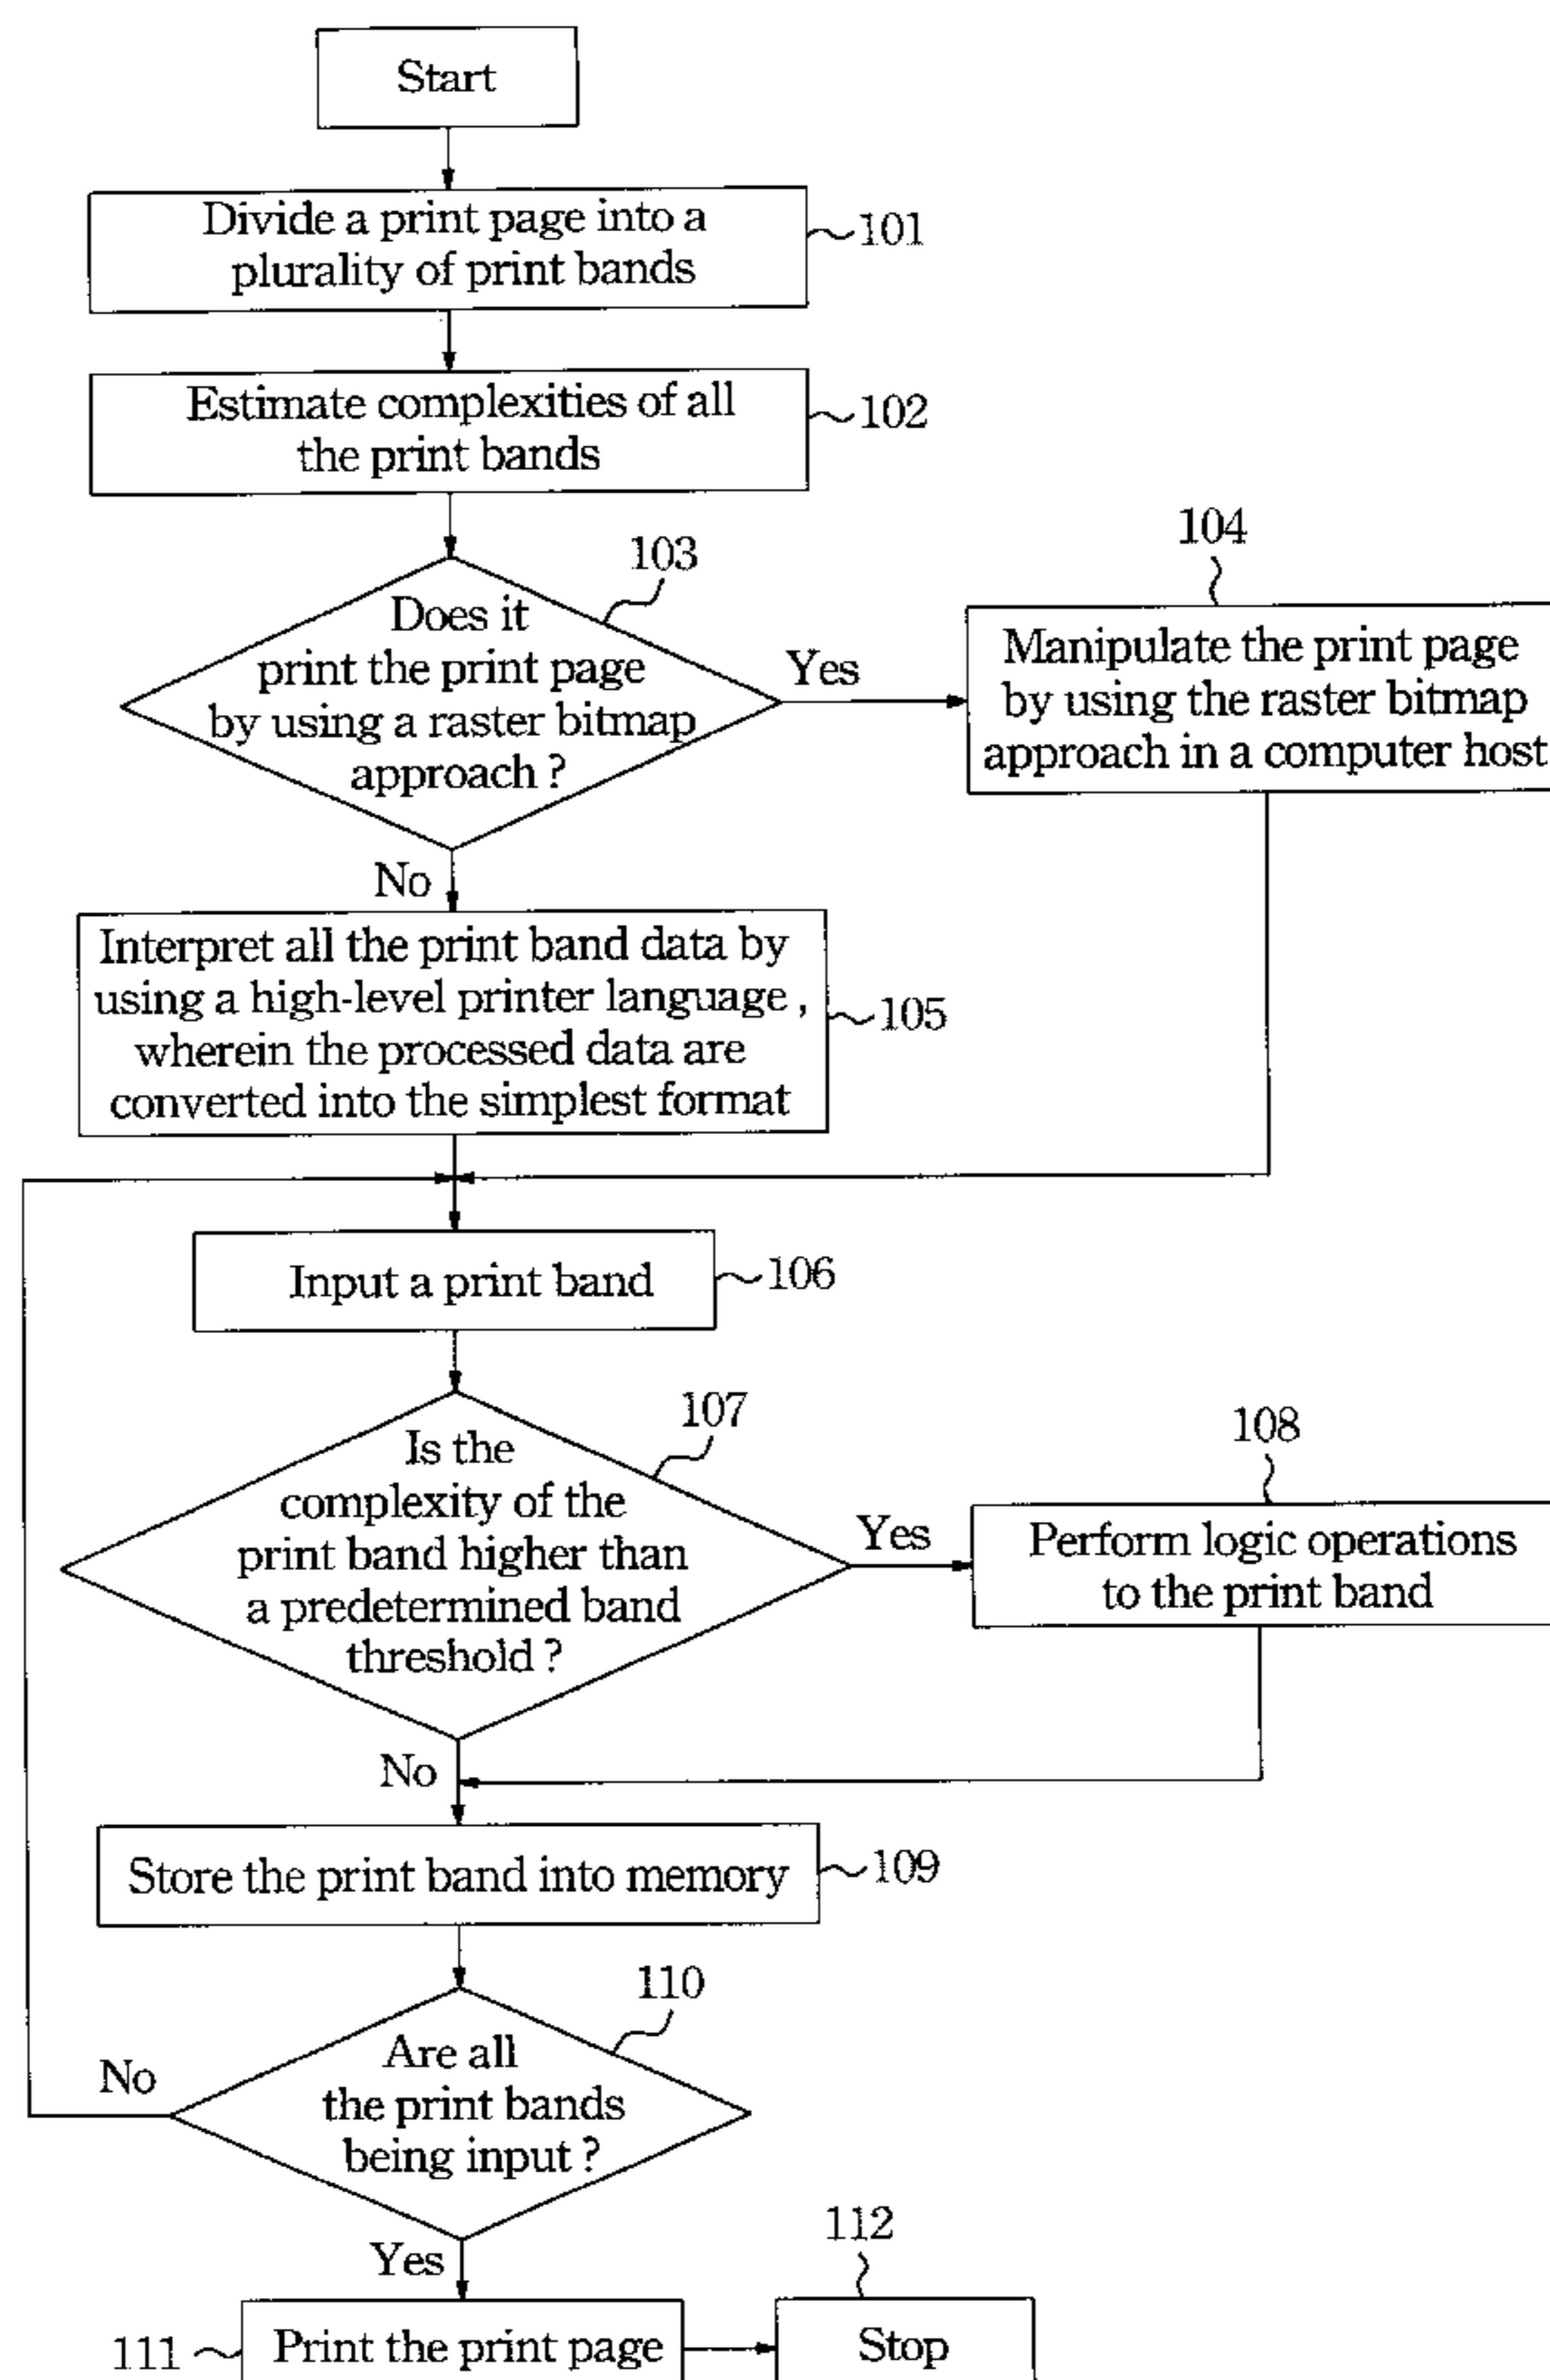 Start
Divide a print page into a
plurality of print bands
101
Estimate complexities of all
the print bands
102
103
Does it
print the print page
by using a raster bitmap
approach ?
Yes
104
Manipulate the print page
by using the raster bitmap
approach in a computer host
No
Interpret all the print band data by
using a high-level printer language ,
wherein the processed data are
converted into the simplest format
105
Input a print band
106
107
Is the
complexity of the
print band higher than
a predetermined band
threshold ?
Yes
108
Perform logic operations
to the print band
No
Store the print band into memory
109
110
Are all
the print bands
being input ?
No
Yes
111
Print the print page
112
Stop